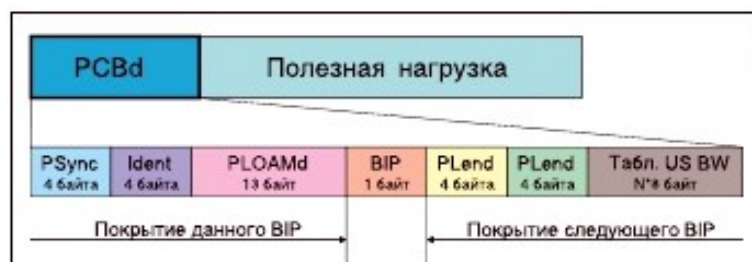 PCBd
Полезная нагрузка
PSync
4 байта
Ident
4 байта
PLOAMd
13 байт
BIP
1 байт
PLend
4 байта
PLend
4 байта
Табл. US BW
N*8 байт
Покрытие данного BIP
Покрытие следующего BIP